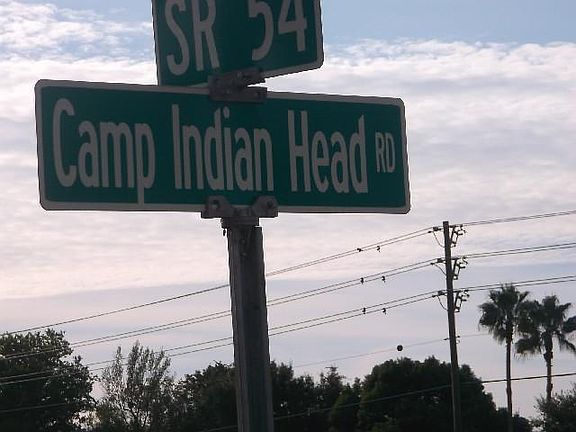 SR 54
Camp Indian Head RD